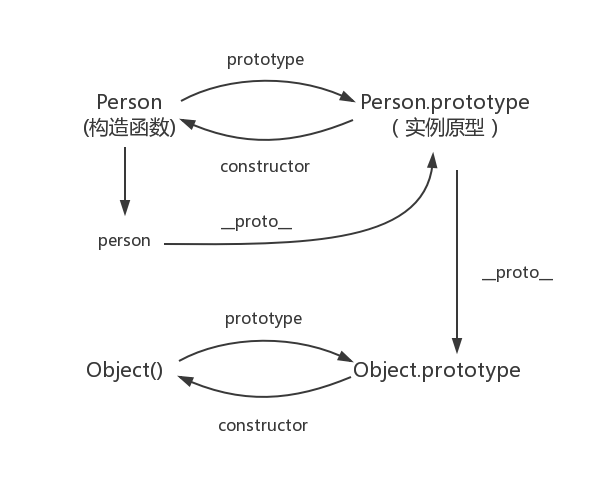 prototype
Person
(构造函数)
Person.prototype
( 实例原型 )
constructor
__proto__
person
__proto__
prototype
Object()
Object.prototype
constructor